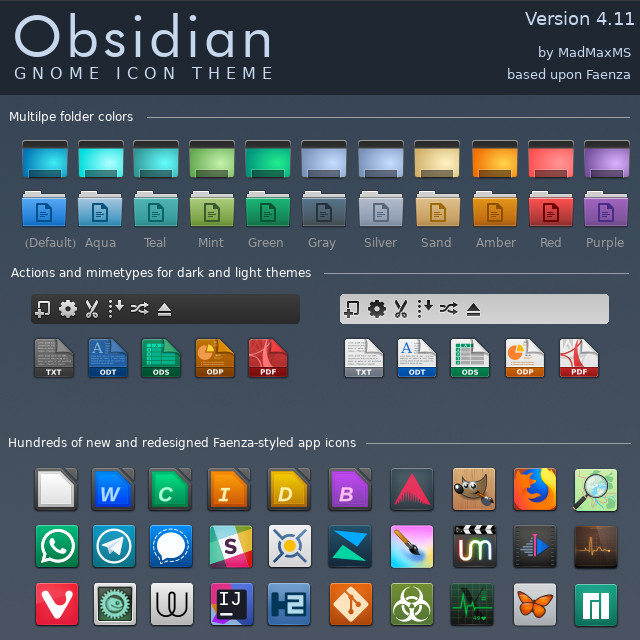 Obsidian
GNOME ICON THEME
Version 4.11
by MadMaxMS
based upon Faenza
Multilpe folder colors
(Default) Aqua Teal Mint Green Gray Silver Sand Amber Red Purple
Actions and mimetypes for dark and light themes
TXT ODT ODS ODP PDF TXT ODT ODS ODP PDF
Hundreds of new and redesigned Faenza-styled app icons
W C I D B
S um
IJ H2